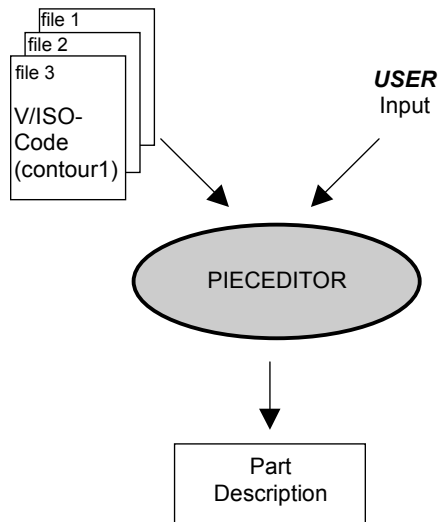 file 1
file 2
file 3
V/ISO-
Code
(contour1)
USER
Input
PIECEDITOR
Part
Description